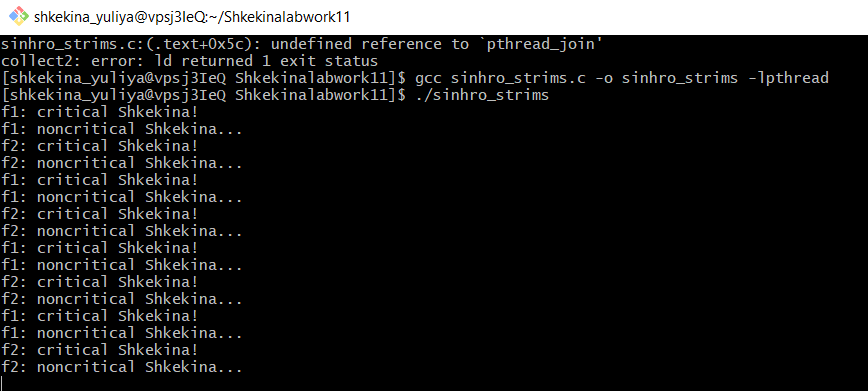 shkekina_yuliya@vpsj3IeQ:~/Shkekinalabwork11
sinhro_strims.c:(.text+0x5c): undefined reference to `pthread_join'
collect2: error: ld returned 1 exit status
[shkekina_yuliya@vpsj3IeQ Shkekinalabwork11]$ gcc sinhro_strims.c -o sinhro_strims -lpthread
[shkekina_yuliya@vpsj3IeQ Shkekinalabwork11]$ ./sinhro_strims
f1: critical Shkekina!
f1: noncritical Shkekina...
f2: critical Shkekina!
f2: noncritical Shkekina...
f1: critical Shkekina!
f1: noncritical Shkekina...
f2: critical Shkekina!
f2: noncritical Shkekina...
f1: critical Shkekina!
f1: noncritical Shkekina...
f2: critical Shkekina!
f2: noncritical Shkekina...
f1: critical Shkekina!
f1: noncritical Shkekina...
f2: critical Shkekina!
f2: noncritical Shkekina...